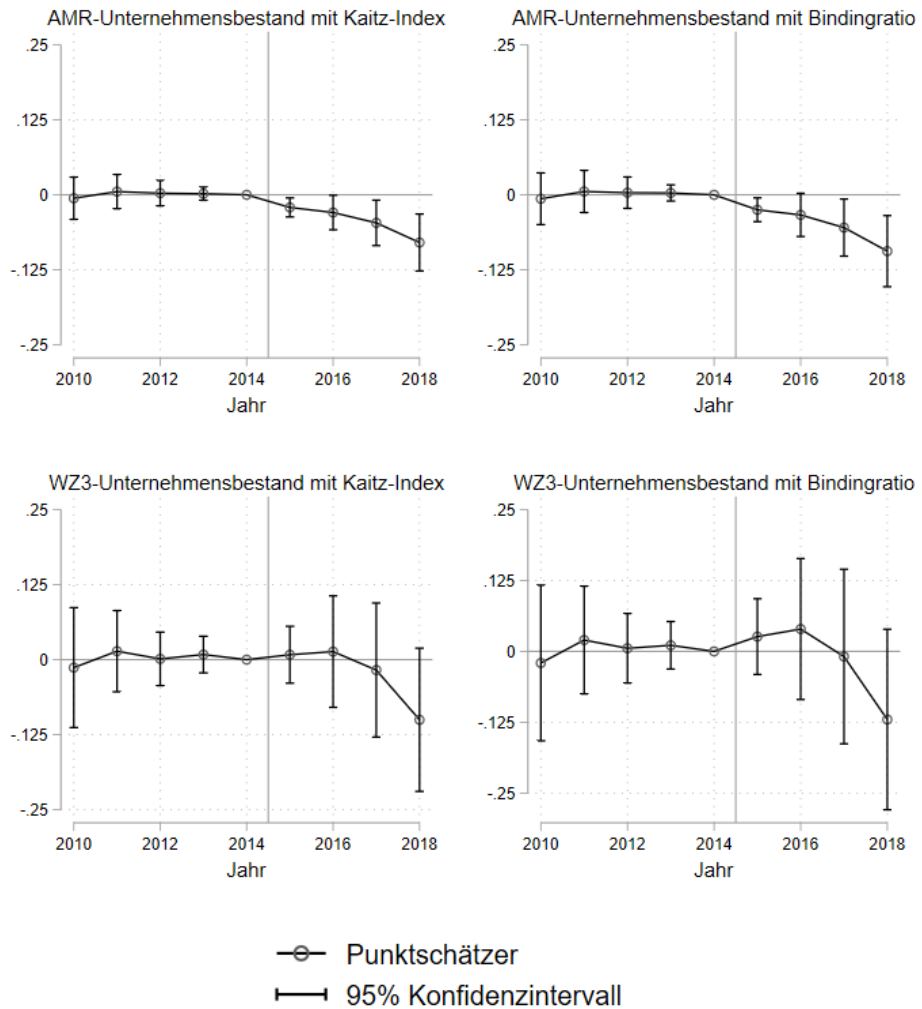 AMR-Unternehmensbestand mit Kaitz-Index
.25
.125
0
-.125
-.25
2010 2012 2014 2016 2018
Jahr
AMR-Unternehmensbestand mit Bindingratio
.25
.125
0
-.125
-.25
2010 2012 2014 2016 2018
Jahr
WZ3-Unternehmensbestand mit Kaitz-Index
.25
.125
0
-.125
-.25
2010 2012 2014 2016 2018
Jahr
WZ3-Unternehmensbestand mit Bindingratio
.25
.125
0
-.125
-.25
2010 2012 2014 2016 2018
Jahr
Punktschätzer
95% Konfidenzintervall